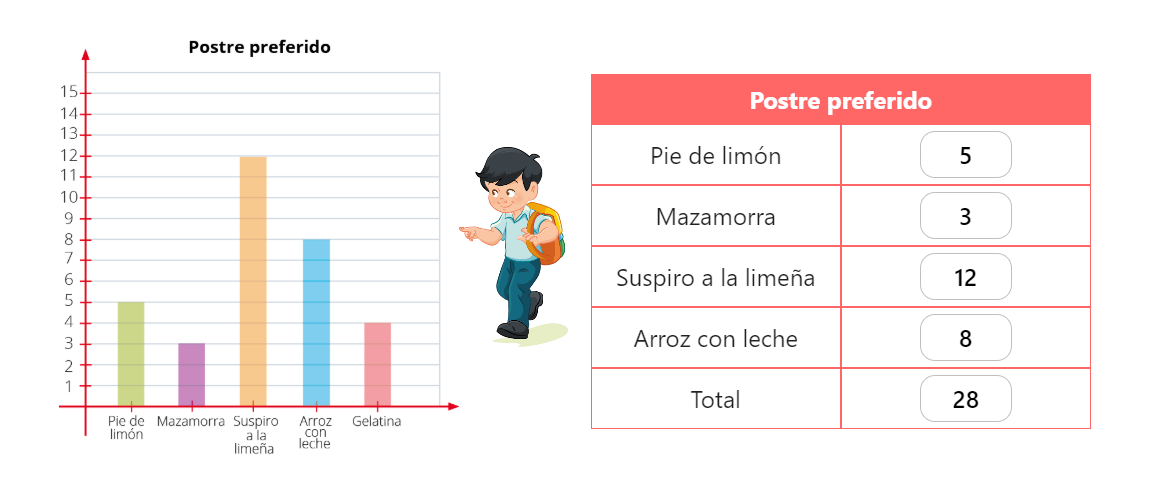 Postre preferido
15
14
13
12
11
10
9
8
7
6
5
4
3
2
1
Pie de
limón
Mazamorra
Suspiro
a la
limeña
Arroz
con
leche
Gelatina
Postre preferido
Pie de limón 5
Mazamorra 3
Suspiro a la limeña 12
Arroz con leche 8
Total 28